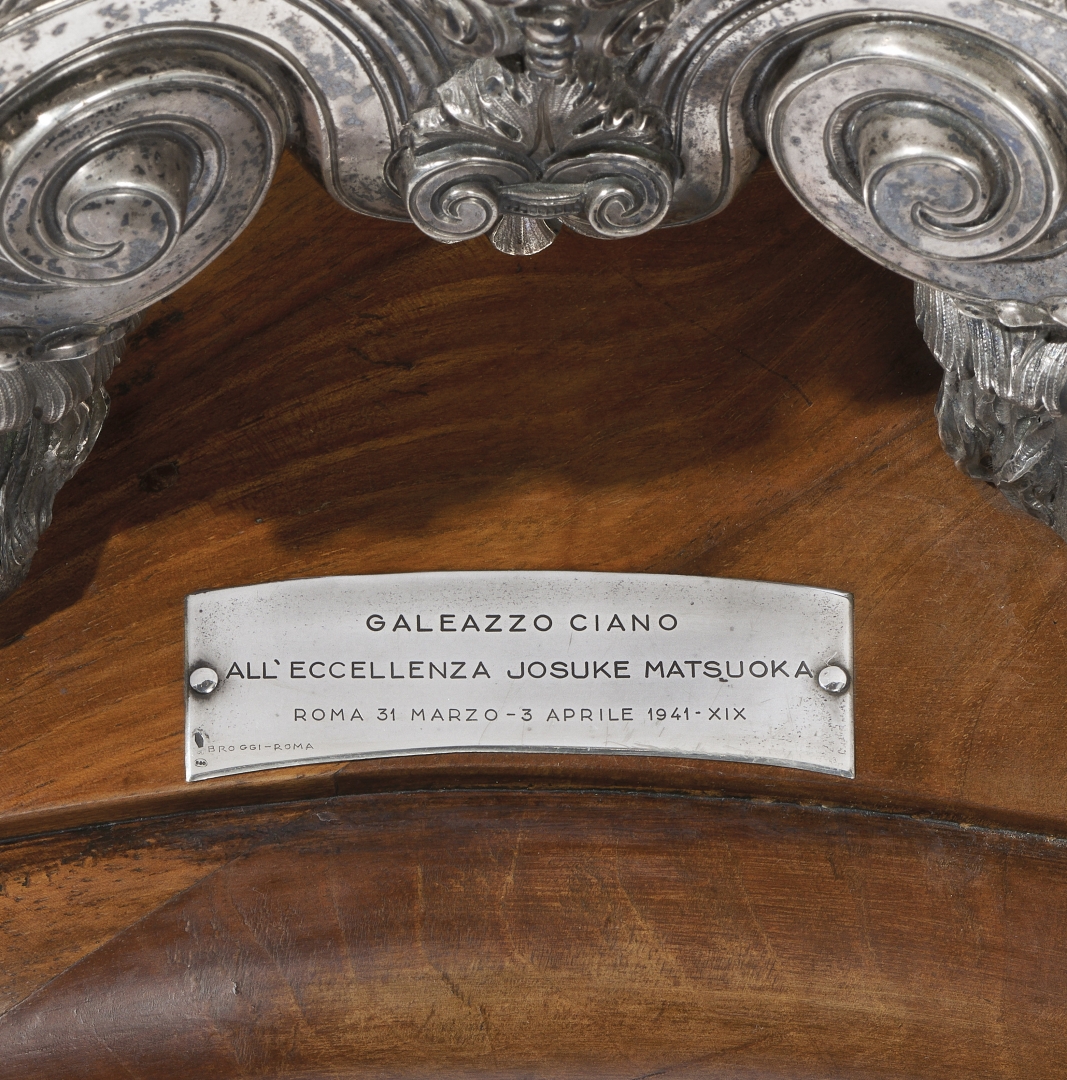 GALEAZZO CIANO
ALL'ECCELLENZA JOSUKE MATSUOKA
ROMA 31 MARZO-3 APRILE 1941-XIX
BROGGI-ROMA